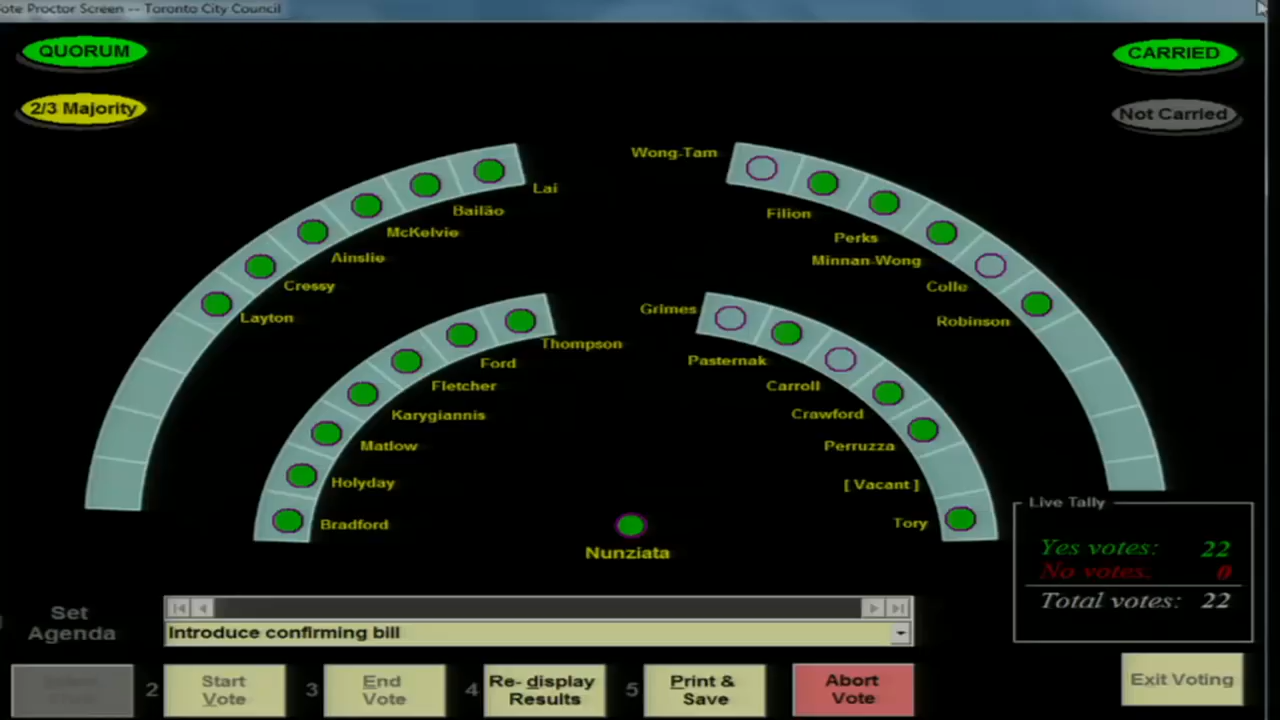 ote Proctor Screen -- Toronto City Council
QUORUM
CARRIED
2/3 Majority
Not Carried
Wong-Tam
Lai
Bailão
Filion
McKelvie
Perks
Ainslie
Minnan-Wong
Cressy
Colle
Layton
Robinson
Grimes
Thompson
Pasternak
Ford
Fletcher
Carroll
Karygiannis
Crawford
Matlow
Perruzza
Holyday
[ Vacant ]
Bradford
Tory
Nunziata
Live Tally
Yes votes: 22
No votes: 0
Total votes: 22
Set
Agenda
Introduce confirming bill
2 Start Vote
3 End Vote
4 Re-display Results
5 Print & Save
Abort Vote
Exit Voting